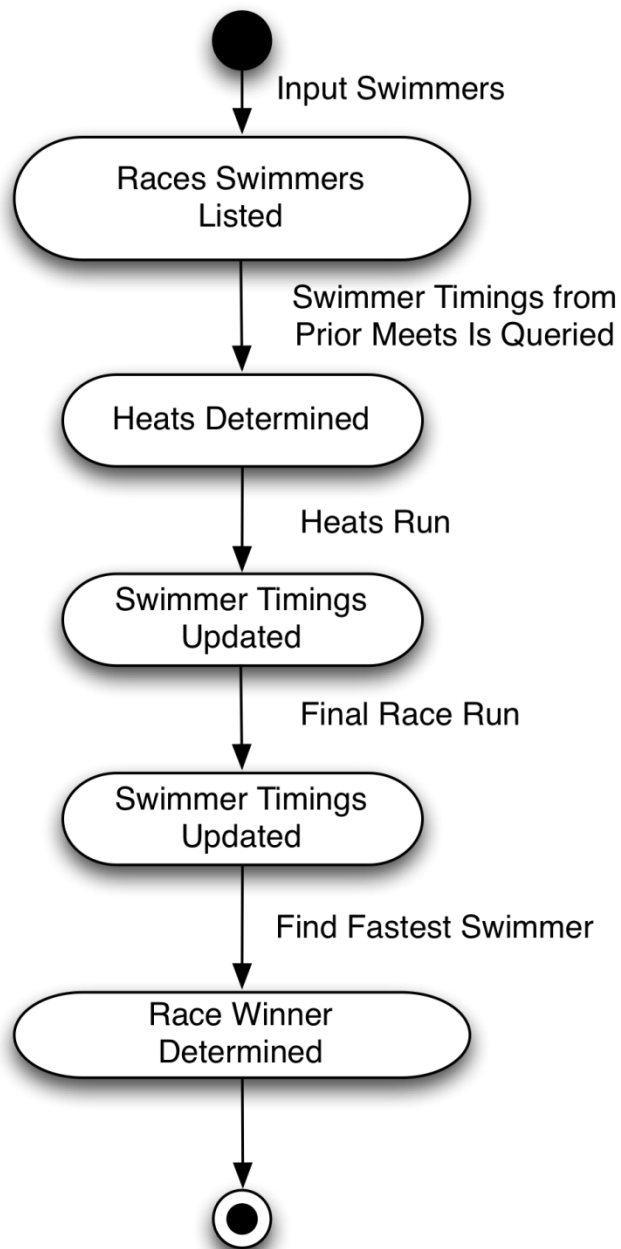 Input Swimmers
Races Swimmers
Listed
Swimmer Timings from
Prior Meets Is Queried
Heats Determined
Heats Run
Swimmer Timings
Updated
Final Race Run
Swimmer Timings
Updated
Find Fastest Swimmer
Race Winner
Determined